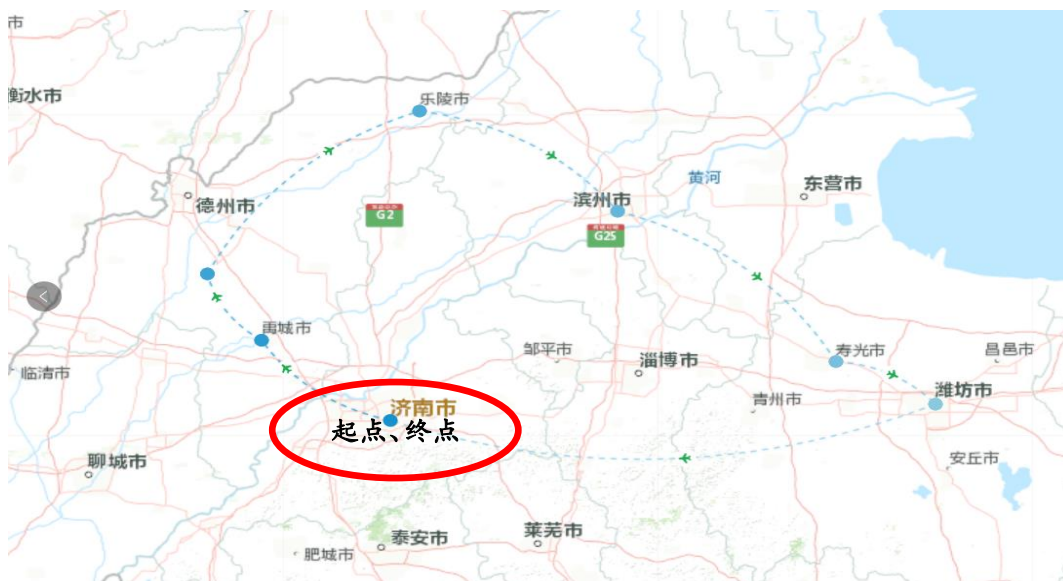 市
衡水市
乐陵市
德州市
滨州市
黄河
东营市
G2
G25
禹城市
临清市
邹平市
淄博市
寿光市
昌邑市
青州市
潍坊市
济南市
起点、终点
聊城市
安丘市
泰安市
莱芜市
肥城市